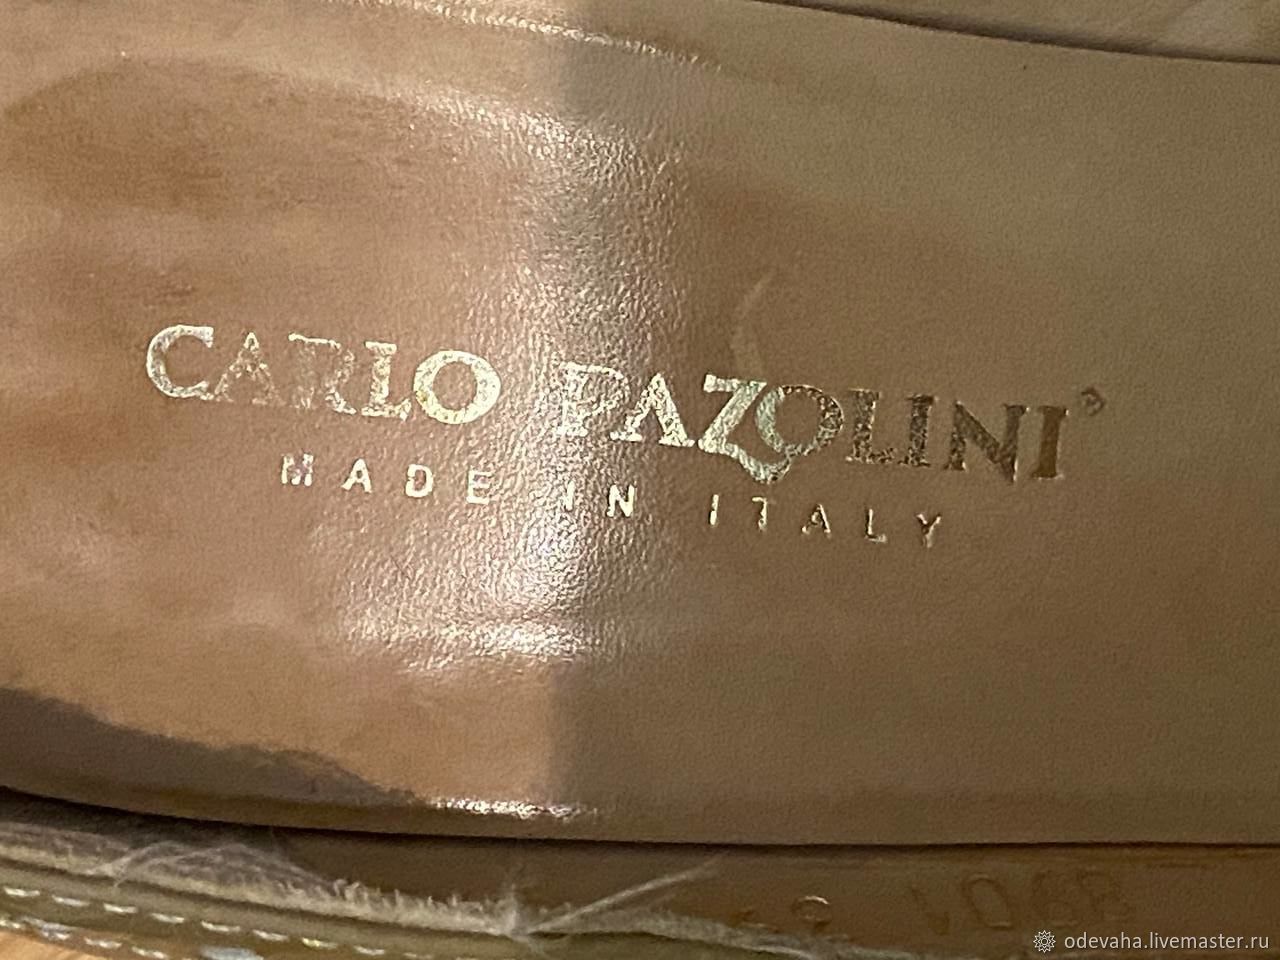 CARLO PAZOLINI®
MADE IN ITALY
odevaha.livemaster.ru